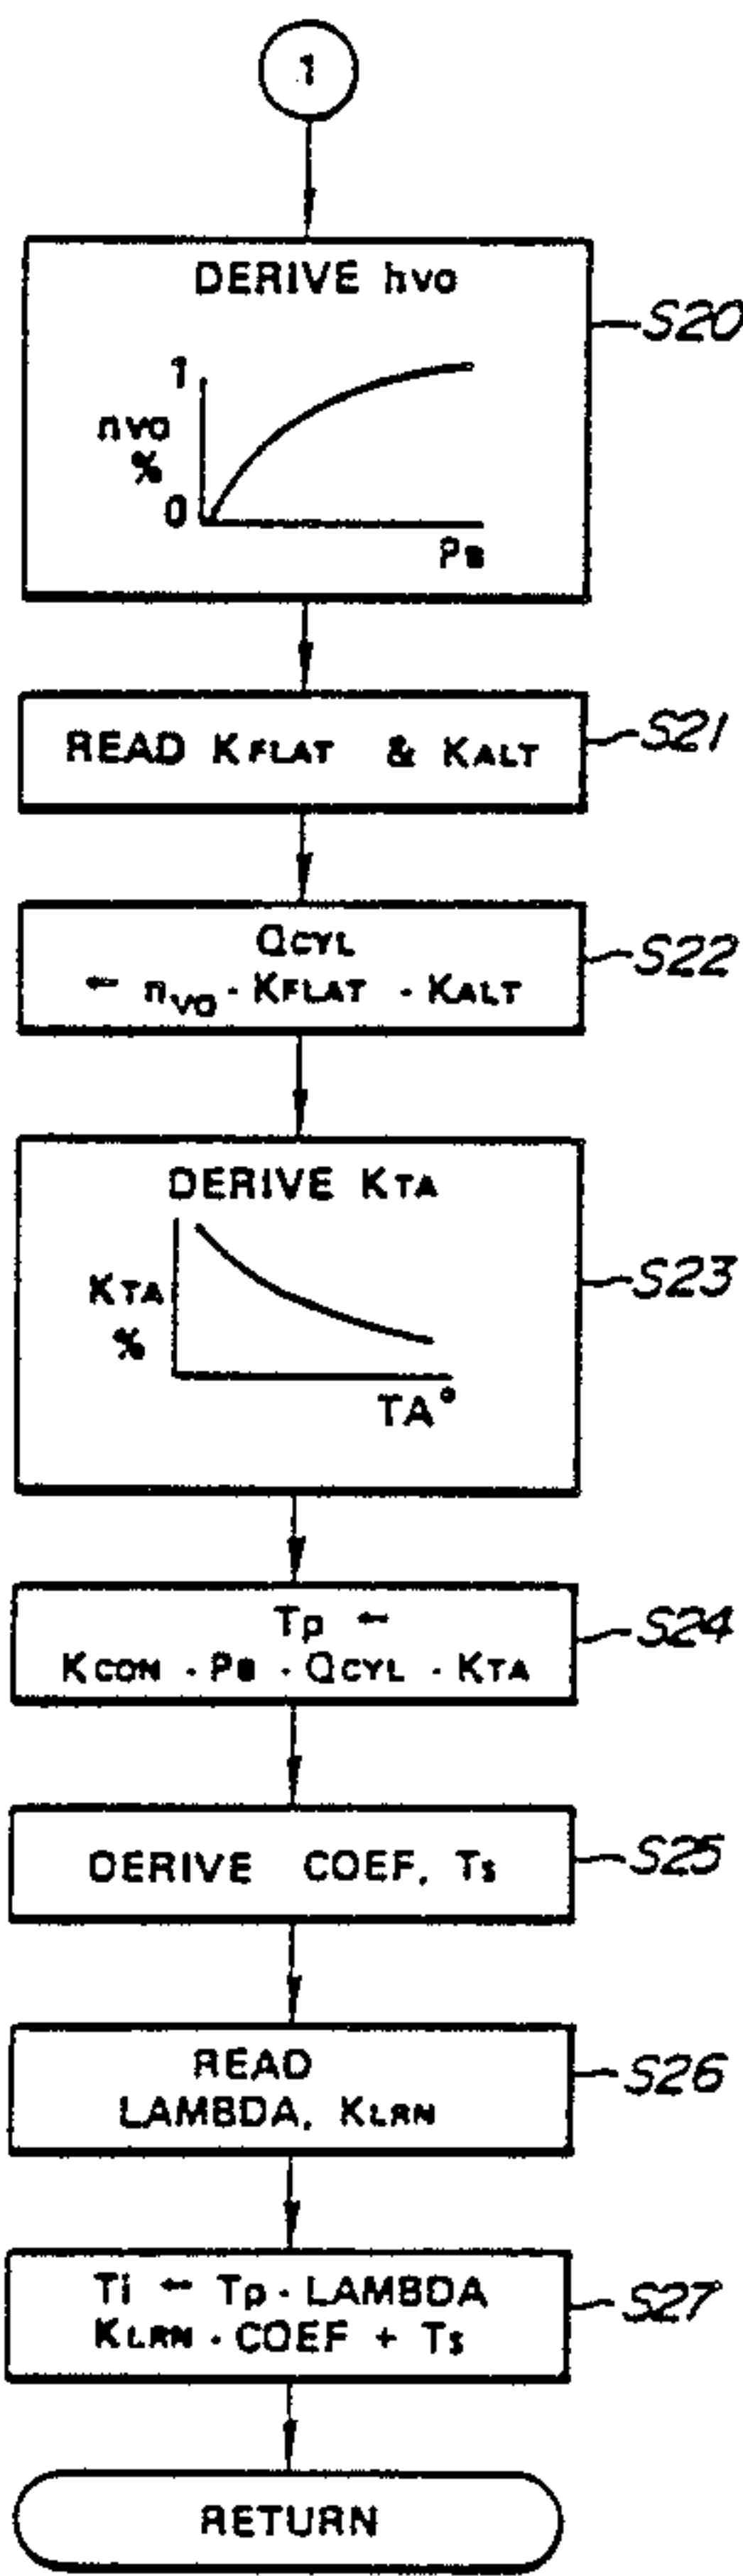 1
DERIVE hvo
S20
1
nvo
%
0
PB
READ KFLAT & KALT
S21
QCYL
← nvo · KFLAT · KALT
S22
DERIVE KTA
S23
KTA
%
TA°
Tp ←
KCON · PB · QCYL · KTA
S24
DERIVE COEF, Ts
S25
READ
LAMBDA, KLRN
S26
Ti ← Tp · LAMBDA
KLRN · COEF + Ts
S27
RETURN